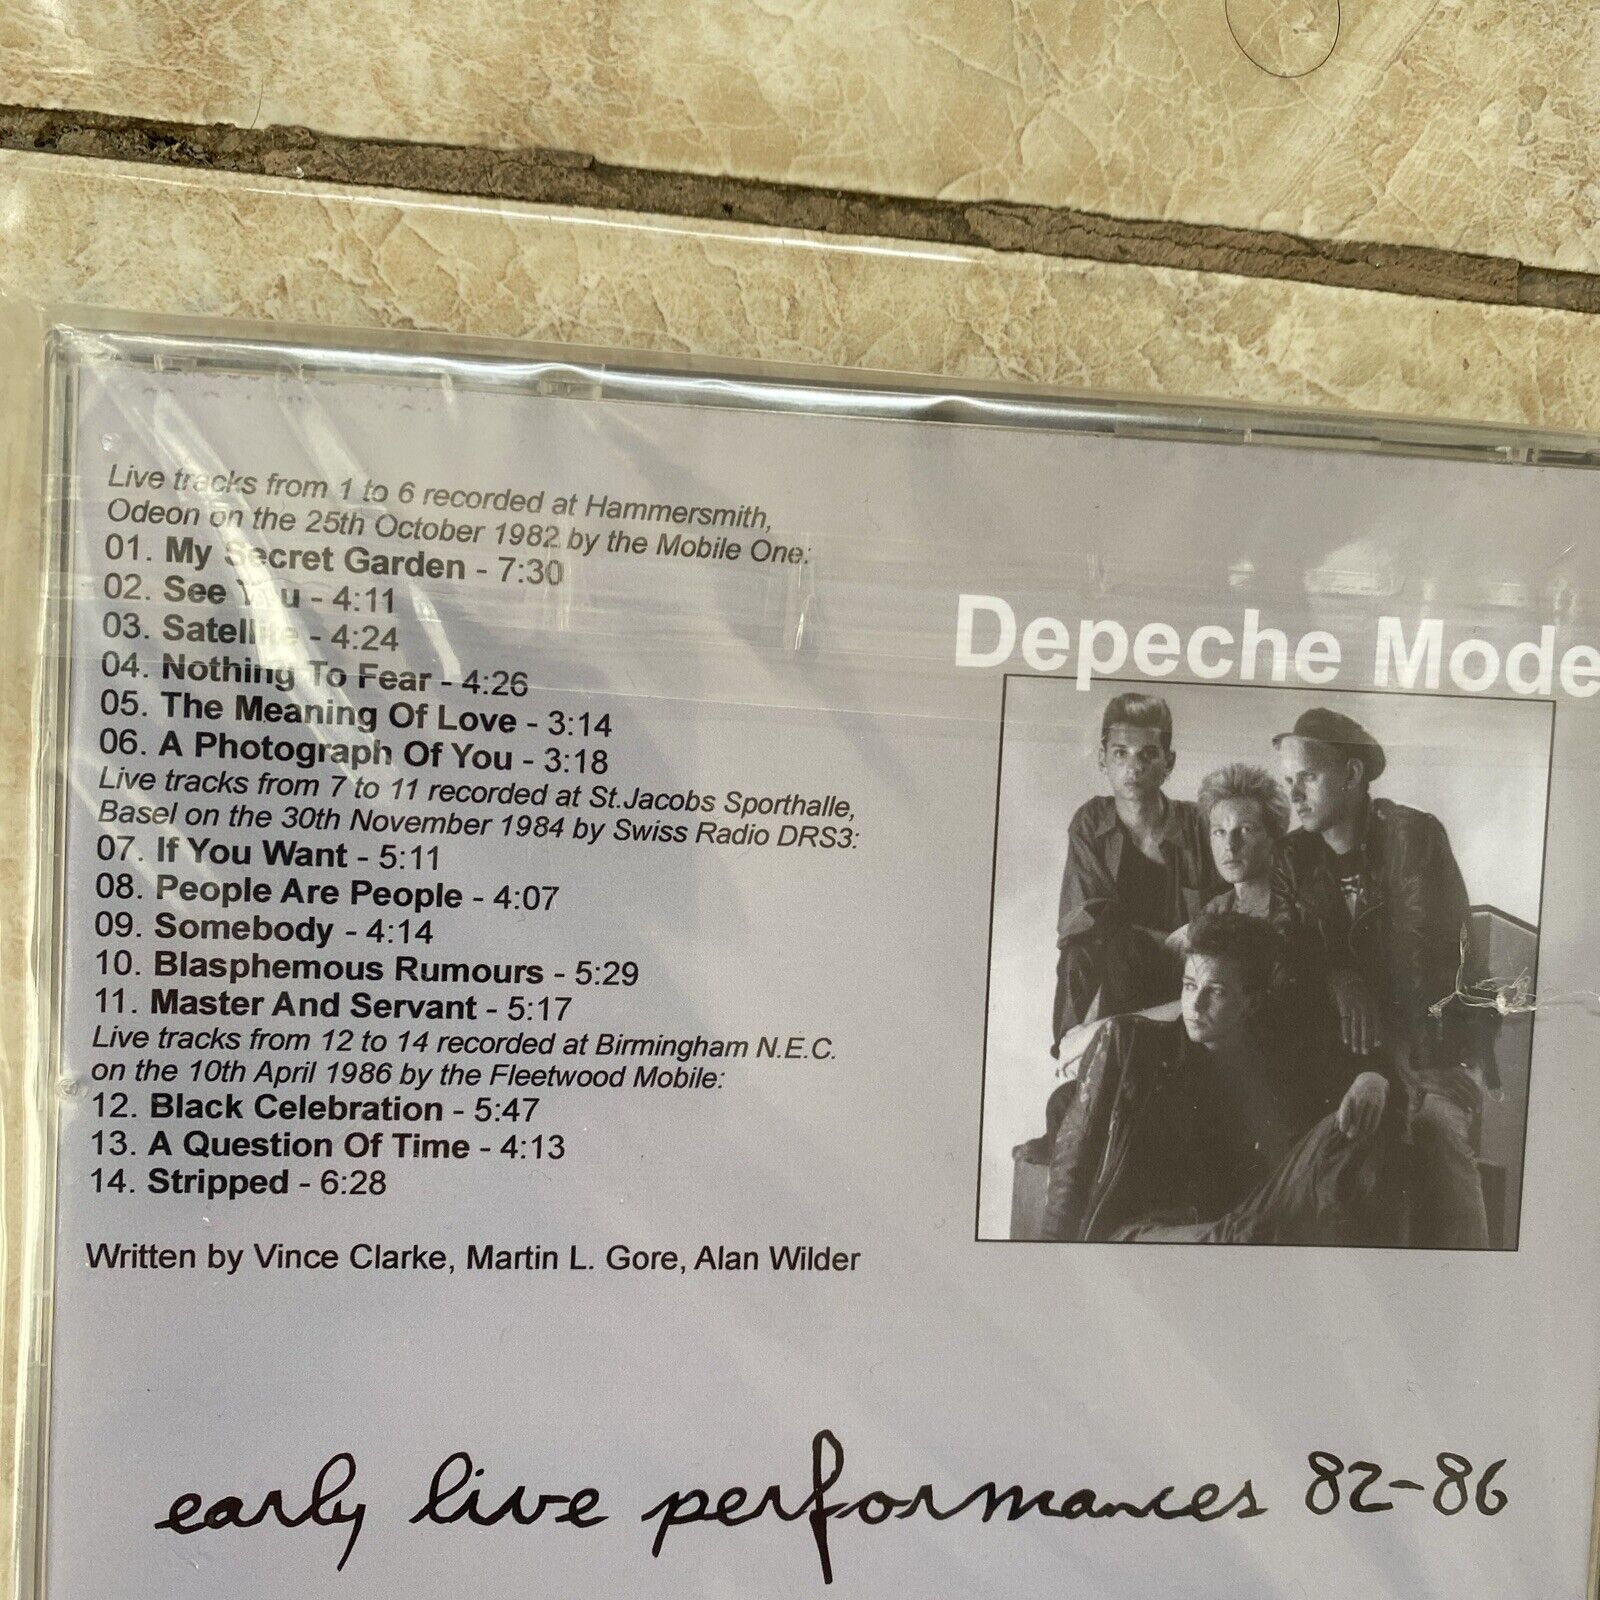 Live tracks from 1 to 6 recorded at Hammersmith,
Odeon on the 25th October 1982 by the Mobile One:
01. My Secret Garden - 7:30
02. See You - 4:11
03. Satellite - 4:24
04. Nothing To Fear - 4:26
05. The Meaning Of Love - 3:14
06. A Photograph Of You - 3:18
Live tracks from 7 to 11 recorded at St.Jacobs Sporthalle,
Basel on the 30th November 1984 by Swiss Radio DRS3:
07. If You Want - 5:11
08. People Are People - 4:07
09. Somebody - 4:14
10. Blasphemous Rumours - 5:29
11. Master And Servant - 5:17
Live tracks from 12 to 14 recorded at Birmingham N.E.C.
on the 10th April 1986 by the Fleetwood Mobile:
12. Black Celebration - 5:47
13. A Question Of Time - 4:13
14. Stripped - 6:28
Written by Vince Clarke, Martin L. Gore, Alan Wilder
Depeche Mode
early live performances 82-86